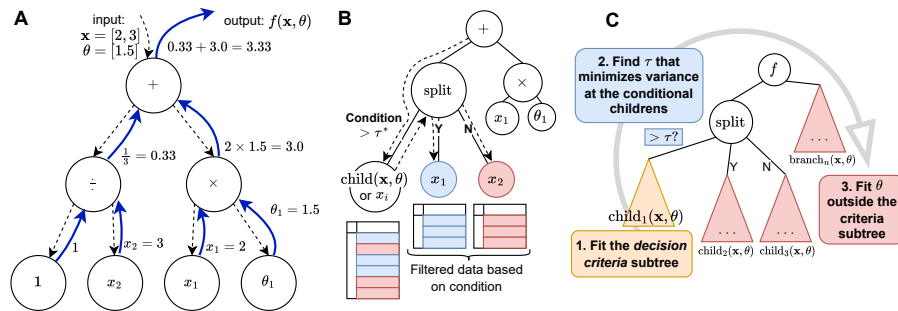 A
input:
x = [2, 3]
θ = [1.5]
output: f(x, θ)
0.33 + 3.0 = 3.33
+
1/3 = 0.33
2 × 1.5 = 3.0
÷
×
θ₁ = 1.5
1
x₂ = 3
x₁ = 2
1
x₂
x₁
θ₁
B
+
split
×
Condition
> τ*
Y
N
x₁
θ₁
child(x, θ)
or xᵢ
x₁
x₂
Filtered data based
on condition
C
2. Find τ that
minimizes variance
at the conditional
childrens
f
split
> τ?
Y
N
...
branchₙ(x, θ)
child₁(x, θ)
...
...
child₂(x, θ)
child₃(x, θ)
1. Fit the decision
criteria subtree
3. Fit θ
outside the
criteria
subtree